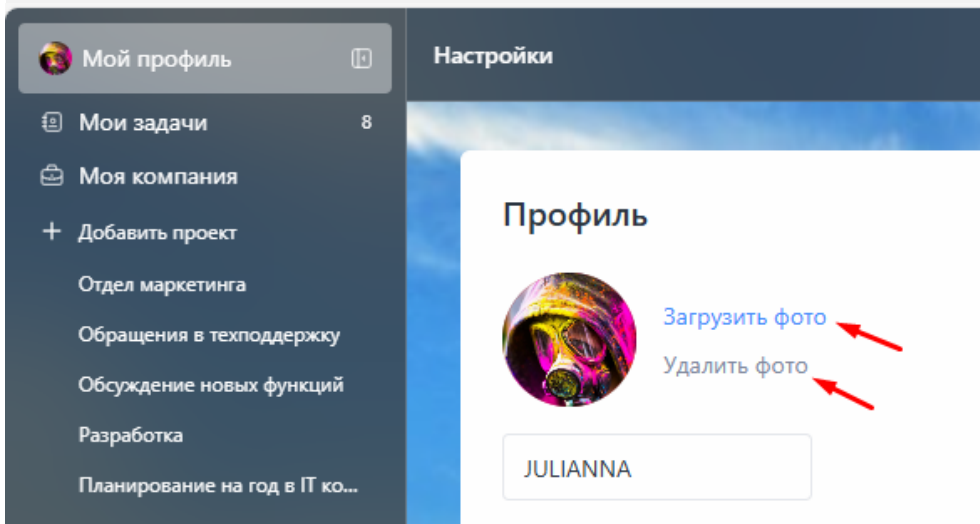 Мой профиль
Мои задачи 8
Моя компания
Добавить проект
Отдел маркетинга
Обращения в техподдержку
Обсуждение новых функций
Разработка
Планирование на год в IT ко...
Настройки
Профиль
Загрузить фото
Удалить фото
JULIANNA